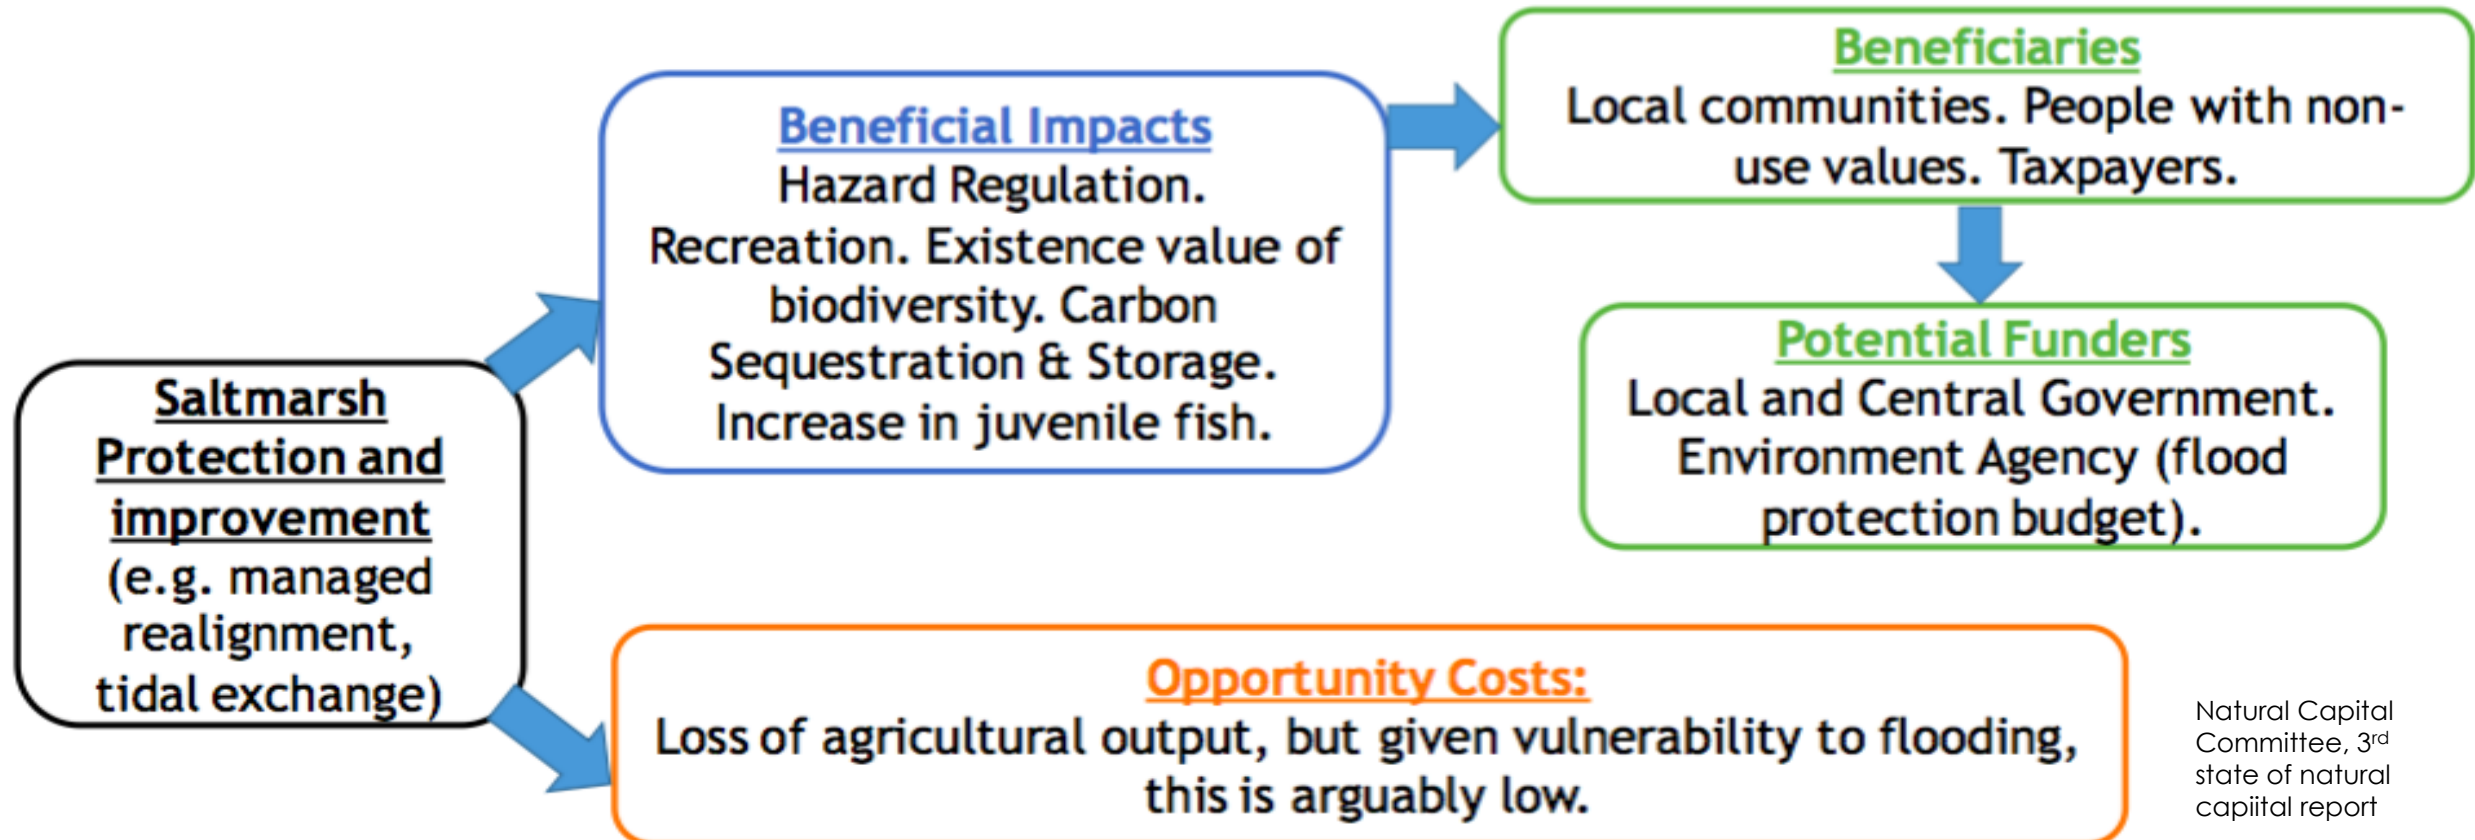 Saltmarsh
Protection and
improvement
(e.g. managed
realignment,
tidal exchange)
Beneficial Impacts
Hazard Regulation.
Recreation. Existence value of
biodiversity. Carbon
Sequestration & Storage.
Increase in juvenile fish.
Beneficiaries
Local communities. People with non-
use values. Taxpayers.
Potential Funders
Local and Central Government.
Environment Agency (flood
protection budget).
Opportunity Costs:
Loss of agricultural output, but given vulnerability to flooding,
this is arguably low.
Natural Capital
Committee, 3rd
state of natural
capiital report